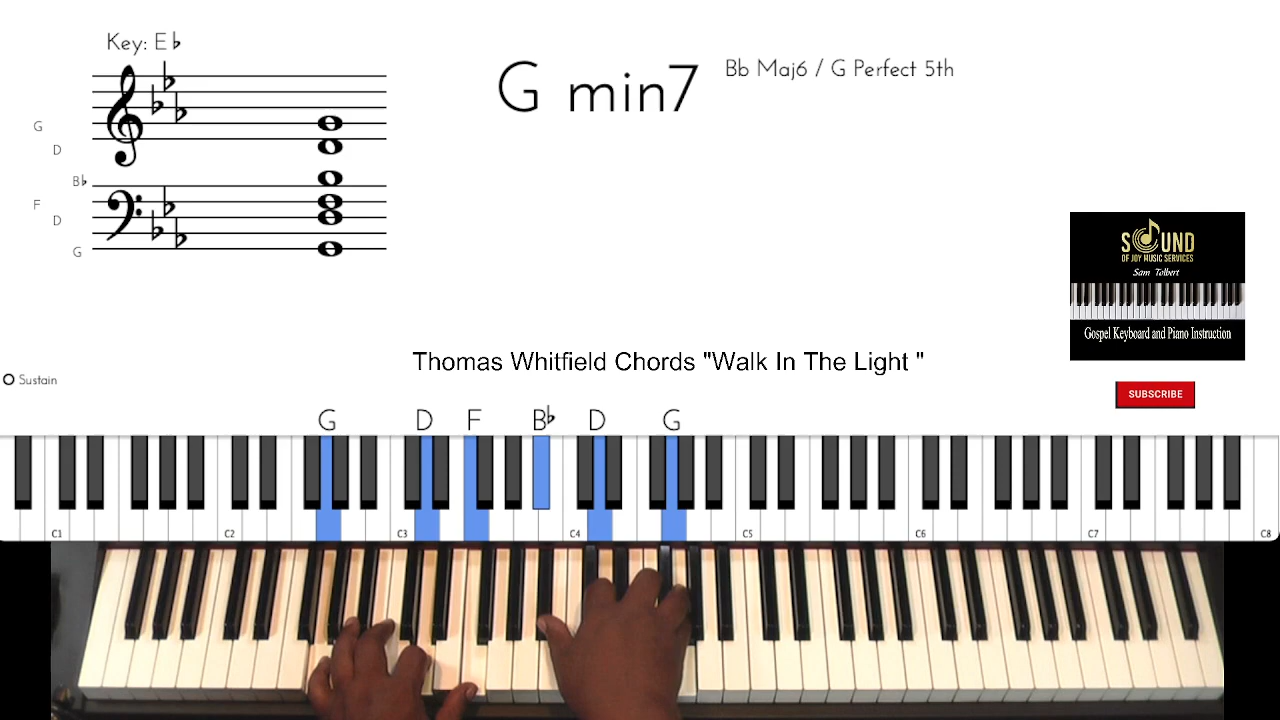 Key: E♭
G min7
Bb Maj6 / G Perfect 5th
G
D
B♭
F
D
G
SOUND
OF JOY MUSIC SERVICES
Sam Tolbert
Gospel Keyboard and Piano Instruction
Thomas Whitfield Chords "Walk In The Light "
Sustain
SUBSCRIBE
G D F B♭ D G
C1 C2 C3 C4 C5 C6 C7 C8